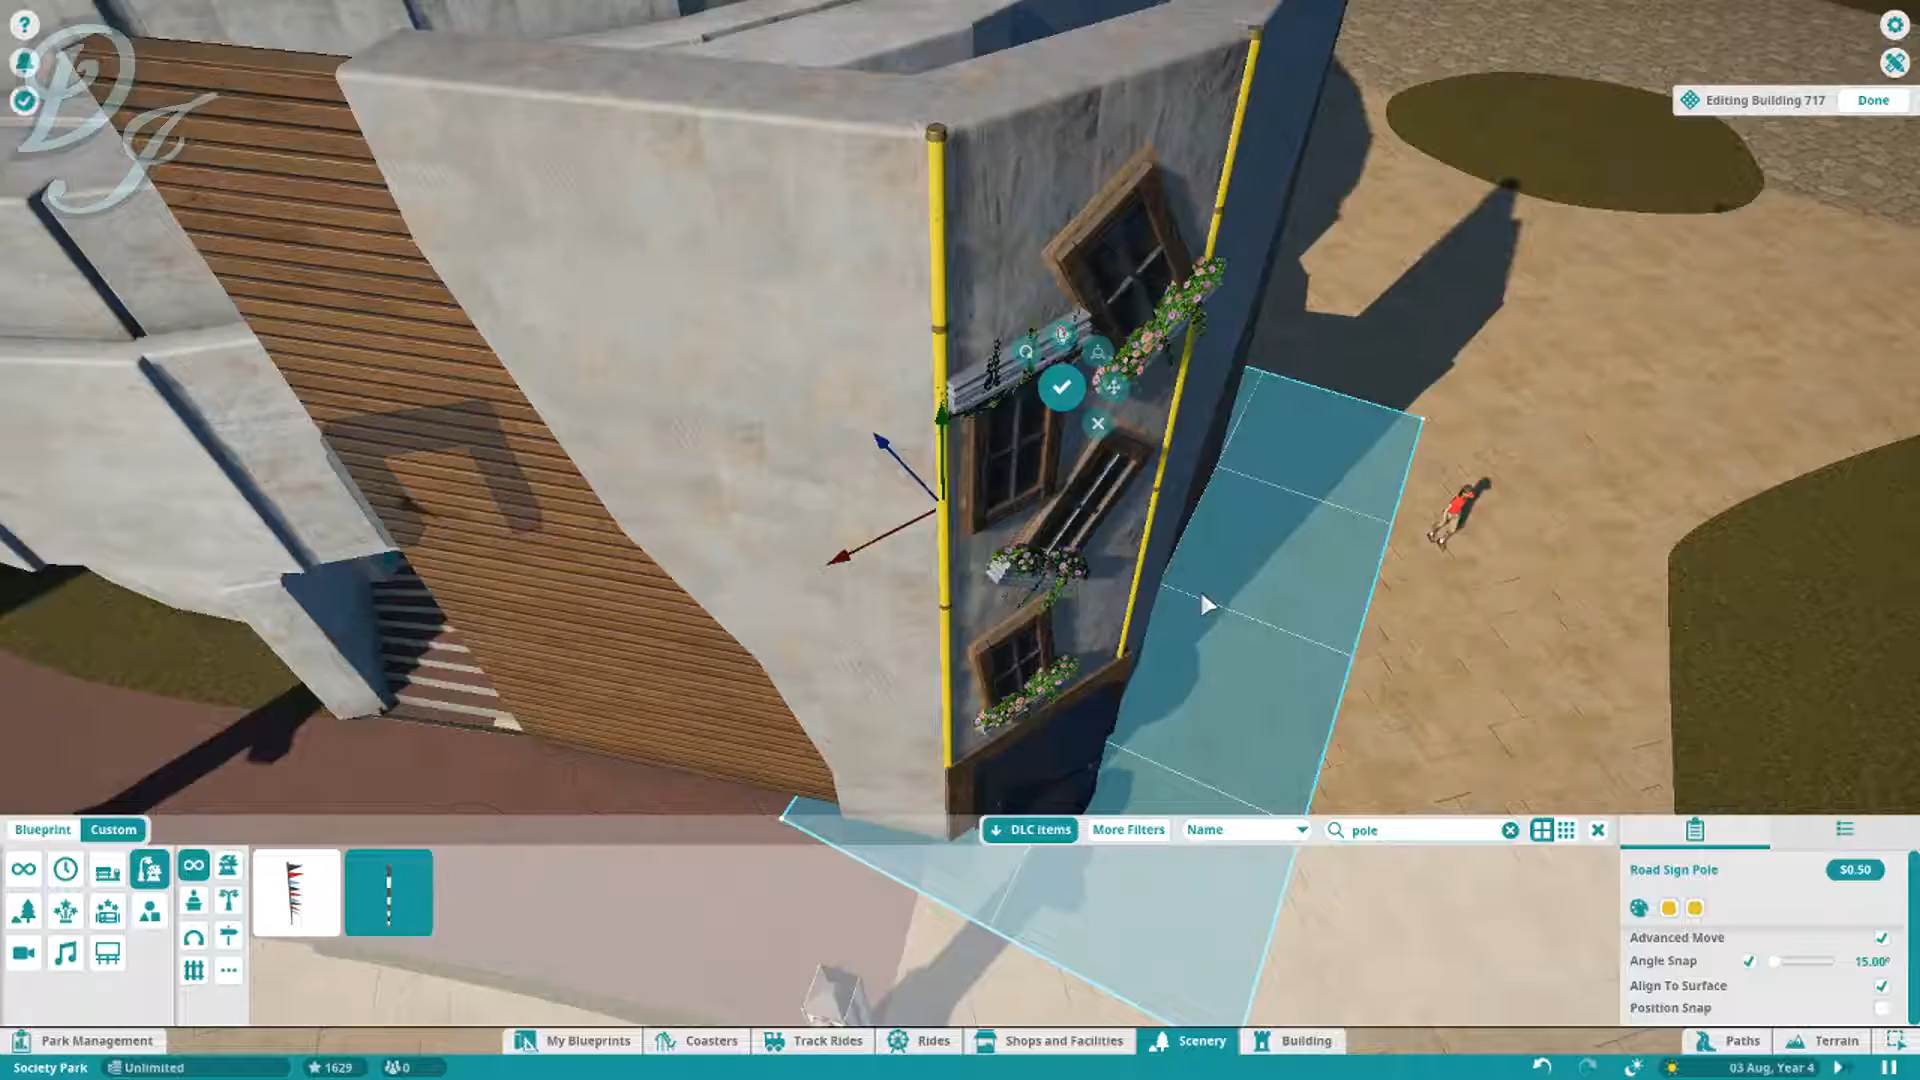 ?
DJ
Editing Building 717
Done
Blueprint
Custom
DLC items
More Filters
Name
pole
Road Sign Pole
$0.50
Advanced Move
Angle Snap
15.00°
Align To Surface
Position Snap
Park Management
My Blueprints
Coasters
Track Rides
Rides
Shops and Facilities
Scenery
Building
Paths
Terrain
Society Park
Unlimited
1629
0
03 Aug, Year 4